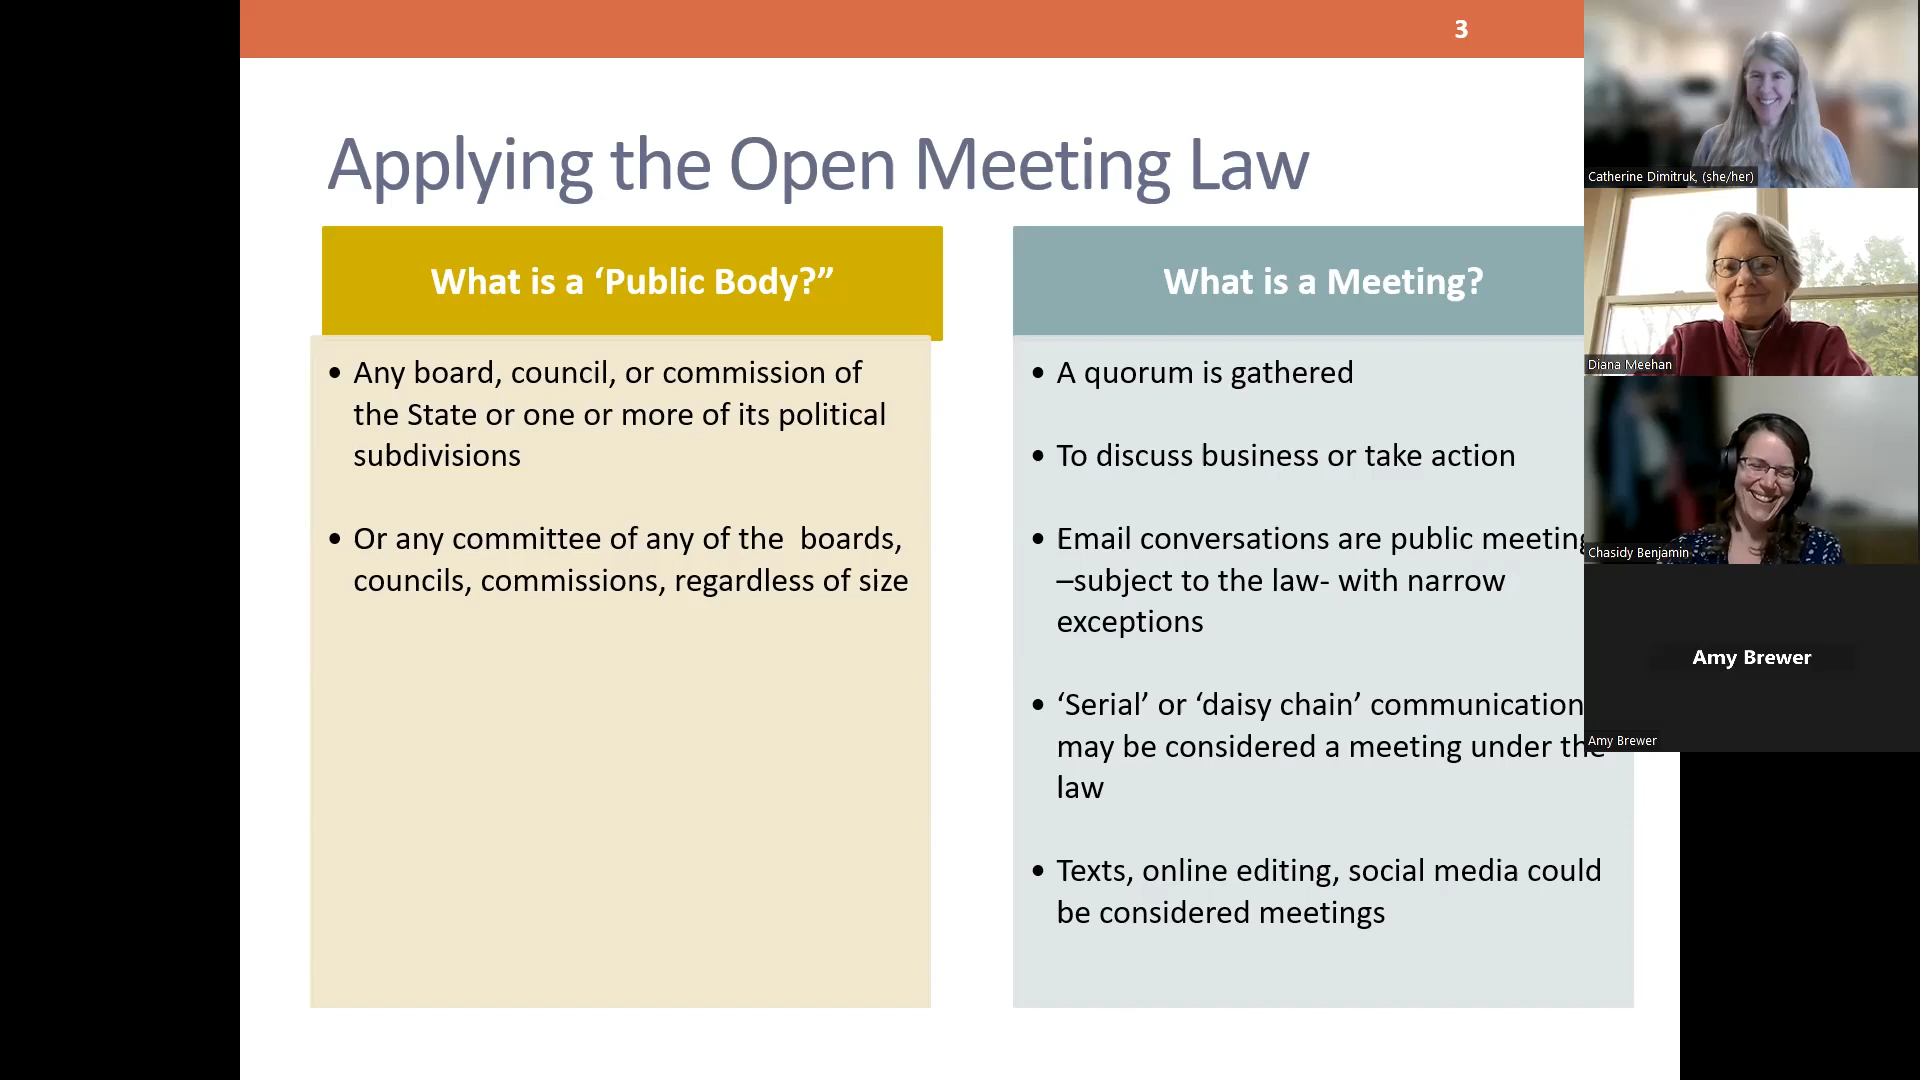 3
Applying the Open Meeting Law
What is a ‘Public Body?”
• Any board, council, or commission of
the State or one or more of its political
subdivisions
• Or any committee of any of the  boards,
councils, commissions, regardless of size
What is a Meeting?
• A quorum is gathered
• To discuss business or take action
• Email conversations are public meeting
–subject to the law- with narrow
exceptions
• ‘Serial’ or ‘daisy chain’ communication
may be considered a meeting under the
law
• Texts, online editing, social media could
be considered meetings
Catherine Dimitruk, (she/her)
Diana Meehan
Chasidy Benjamin
Amy Brewer
Amy Brewer